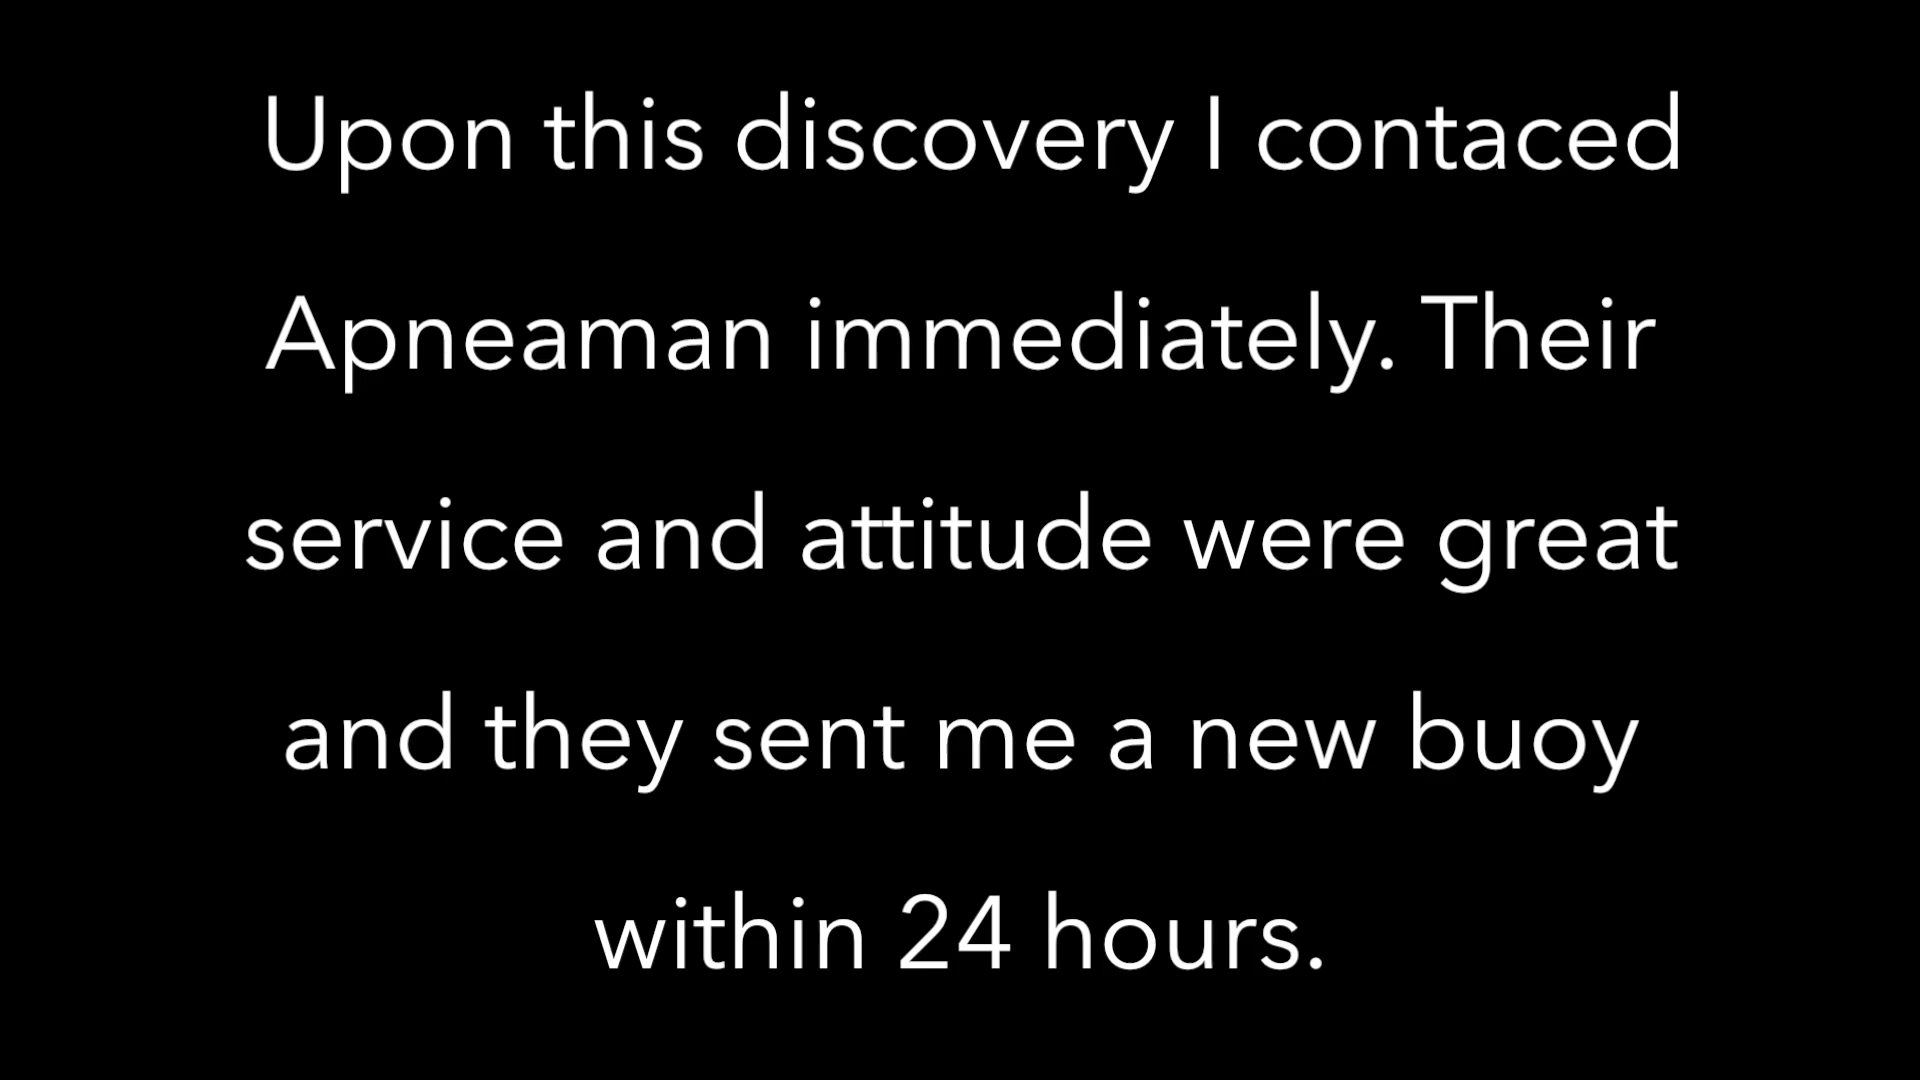 Upon this discovery I contaced
Apneaman immediately. Their
service and attitude were great
and they sent me a new buoy
within 24 hours.